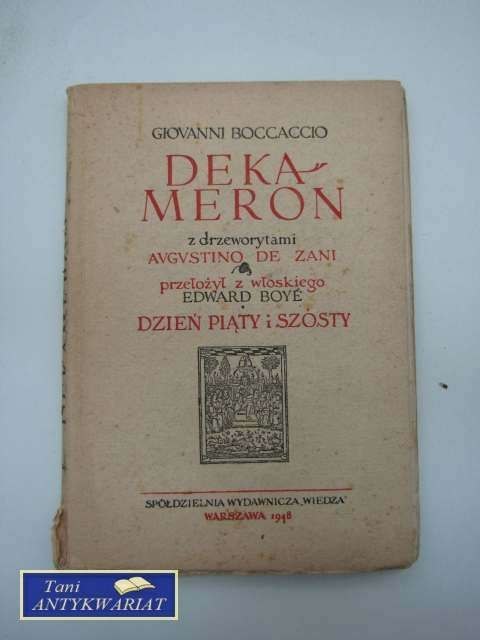 GIOVANNI BOCCACCIO
DEKA
MERON
z drzeworytami
AVGVSTINO DE ZANI
przełożył z włoskiego
EDWARD BOYÉ
DZIEŃ PIĄTY i SZÓSTY
SPÓŁDZIELNIA WYDAWNICZA „WIEDZA"
WARSZAWA 1948
Tani
ANTYKWARIAT